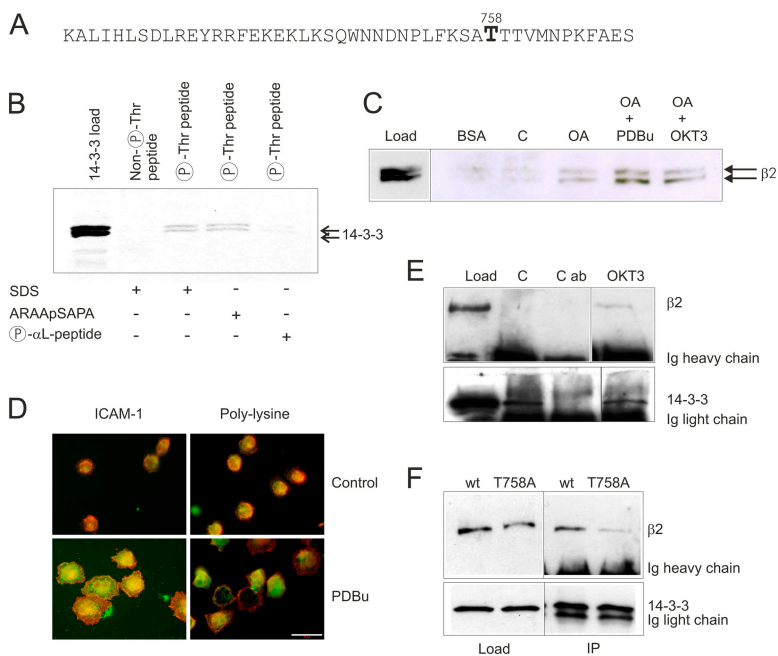 A
758
KALIHLSDLREYRRFEKEKLKSQWNNDNPLFKSATTTVMNPKFAES
B
14-3-3 load
Non-Ⓟ-Thr peptide
Ⓟ-Thr peptide
Ⓟ-Thr peptide
Ⓟ-Thr peptide
14-3-3
SDS + + - -
ARAApSAPA - - + -
Ⓟ-αL-peptide - - - +
C
OA OA
+ +
Load BSA C OA PDBu OKT3
β2
D
ICAM-1 Poly-lysine
Control
PDBu
E
Load C C ab OKT3
β2
Ig heavy chain
14-3-3
Ig light chain
F
wt T758A wt T758A
β2
Ig heavy chain
14-3-3
Ig light chain
Load IP